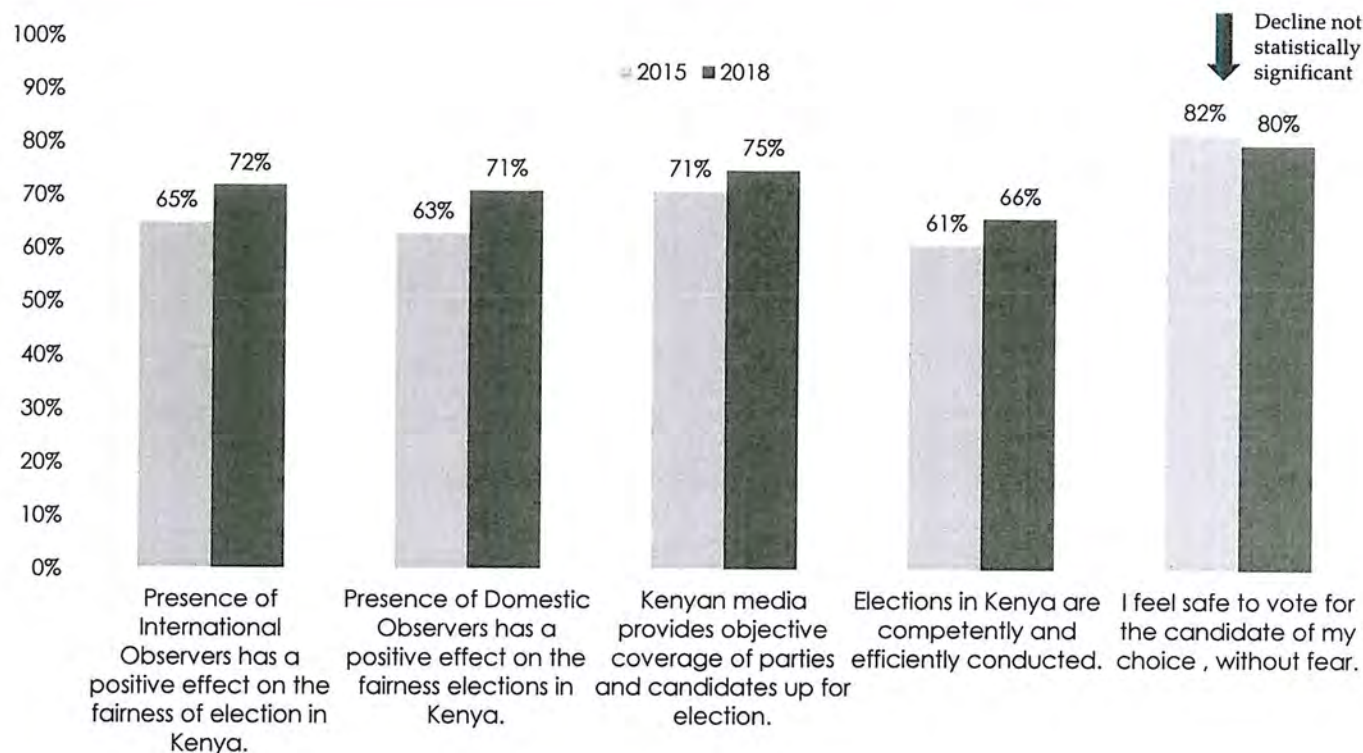 Decline not
statistically
significant
2015 2018
100%
90%
80%
70%
60%
50%
40%
30%
20%
10%
0%
65% 72%
63% 71%
71% 75%
61% 66%
82% 80%
Presence of
International
Observers has a
positive effect on the
fairness of election in
Kenya.
Presence of Domestic
Observers has a
positive effect on the
fairness elections in
Kenya.
Kenyan media
provides objective
coverage of parties
and candidates up for
election.
Elections in Kenya are
competently and
efficiently conducted.
I feel safe to vote for
the candidate of my
choice , without fear.